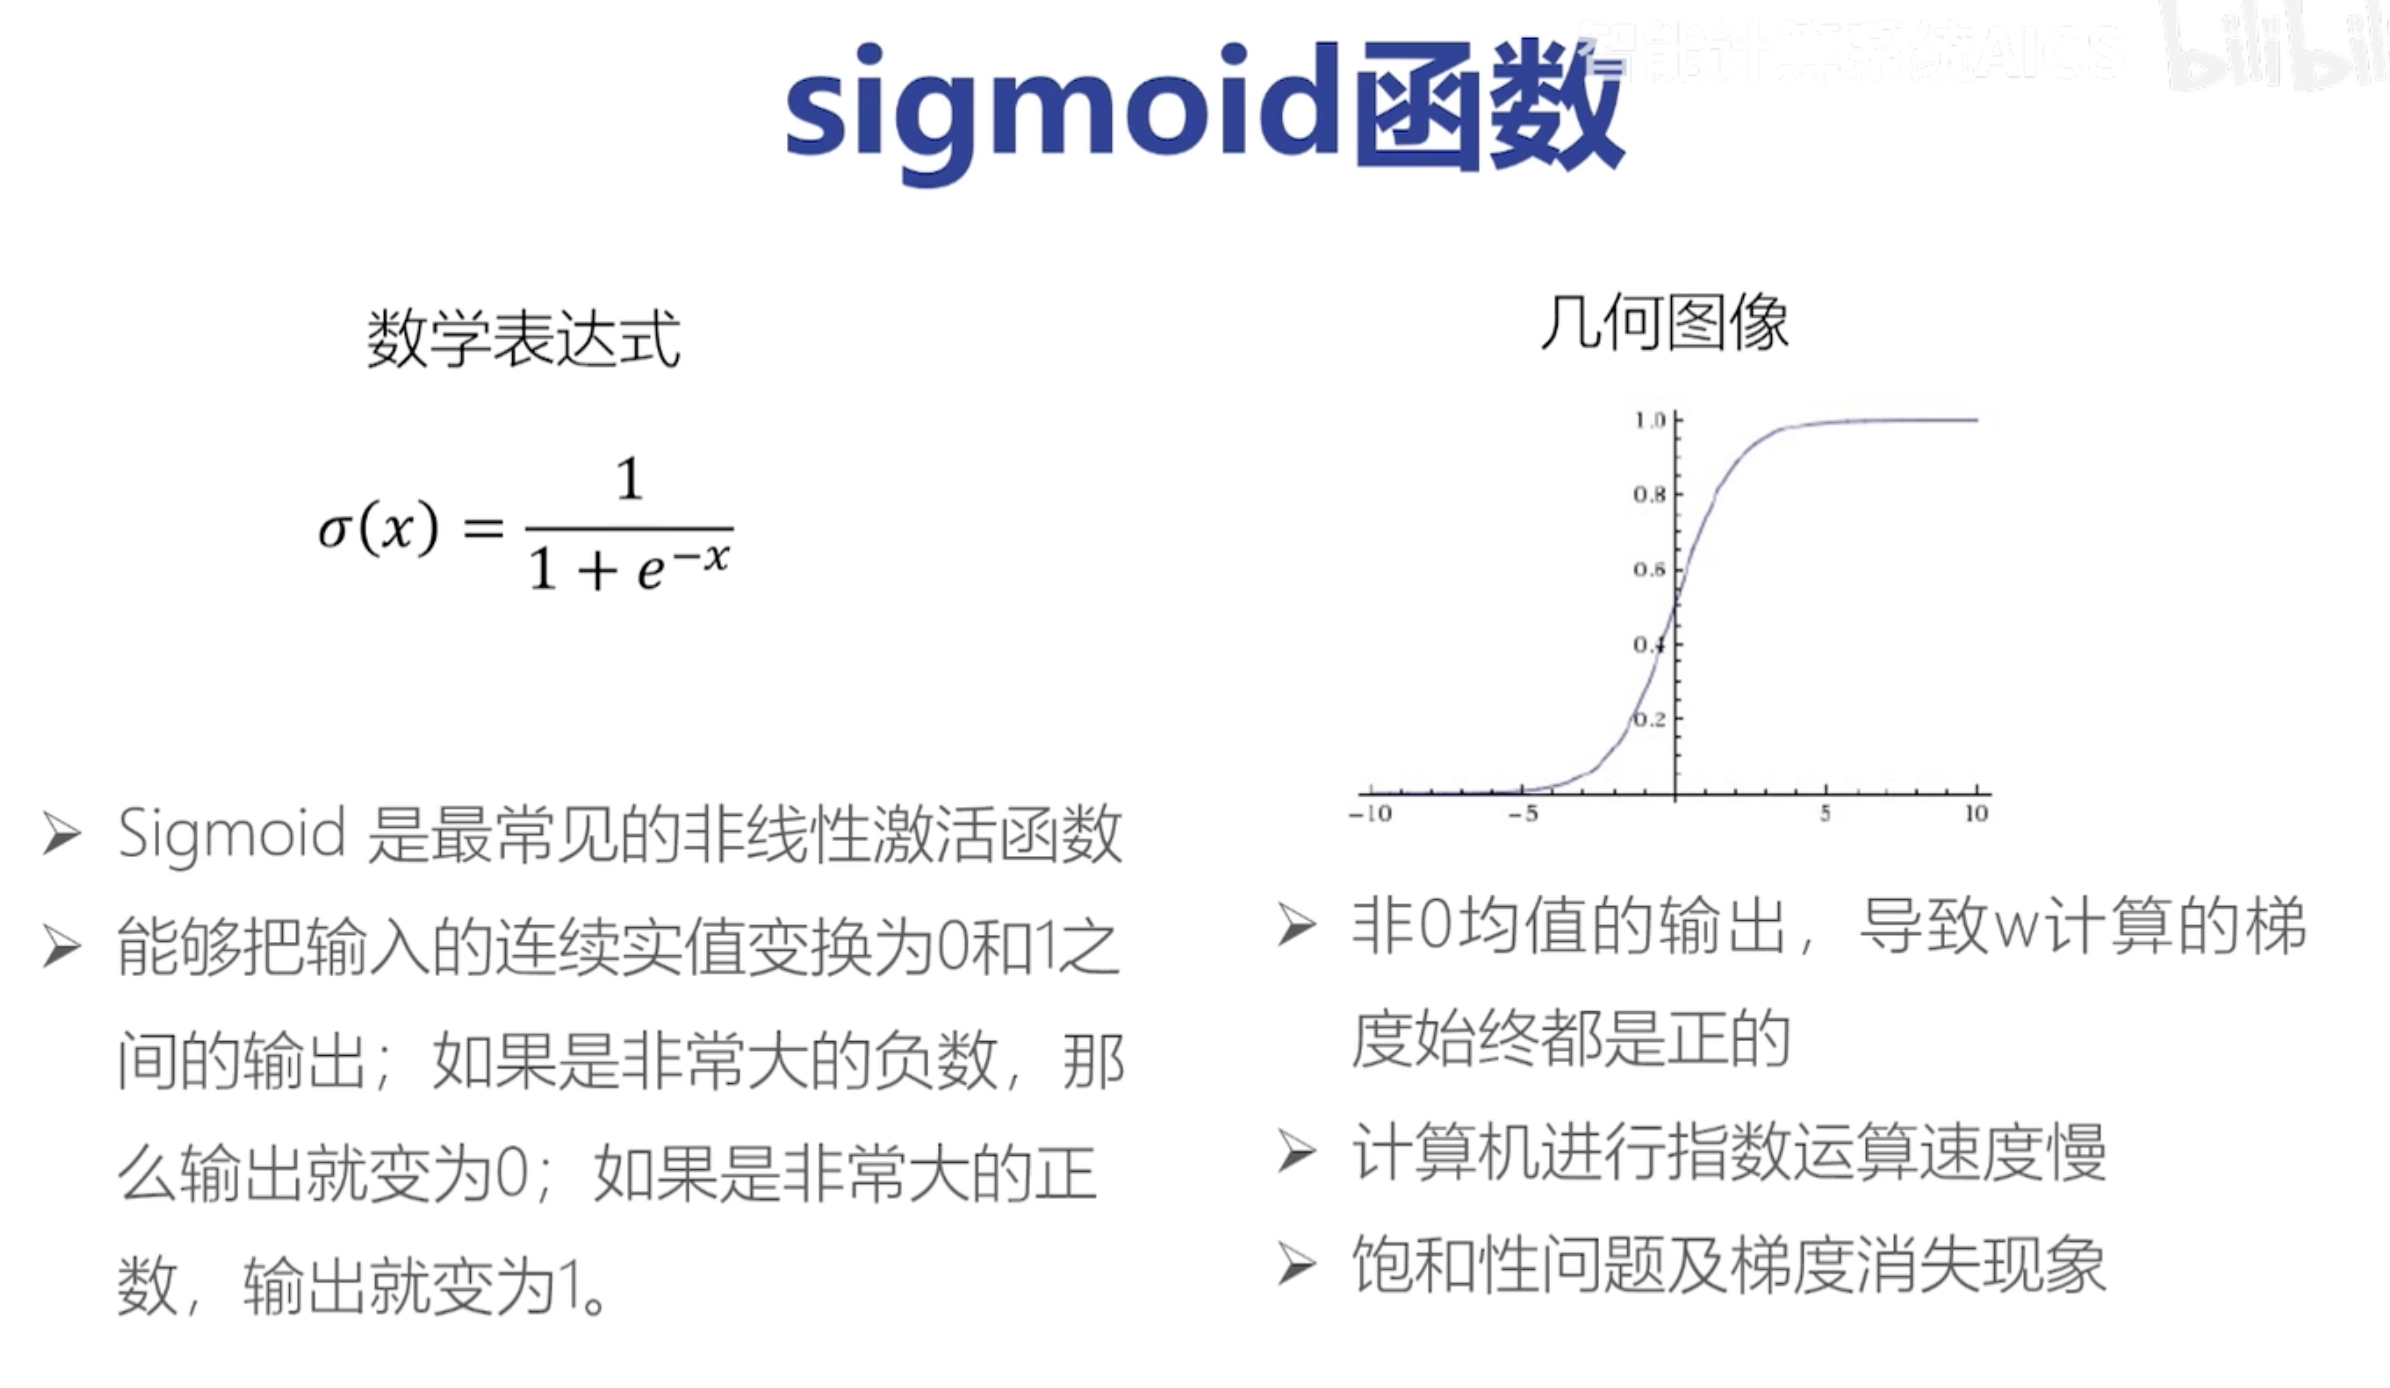 智能计算系统AICS
bilibili
sigmoid函数
数学表达式
σ(x) = 1 / (1 + e^{-x})
Sigmoid 是最常见的非线性激活函数
能够把输入的连续实值变换为0和1之
间的输出；如果是非常大的负数，那
么输出就变为0；如果是非常大的正
数，输出就变为1。
几何图像
1.0
0.8
0.6
0.4
0.2
-10 -5 5 10
非0均值的输出，导致w计算的梯
度始终都是正的
计算机进行指数运算速度慢
饱和性问题及梯度消失现象